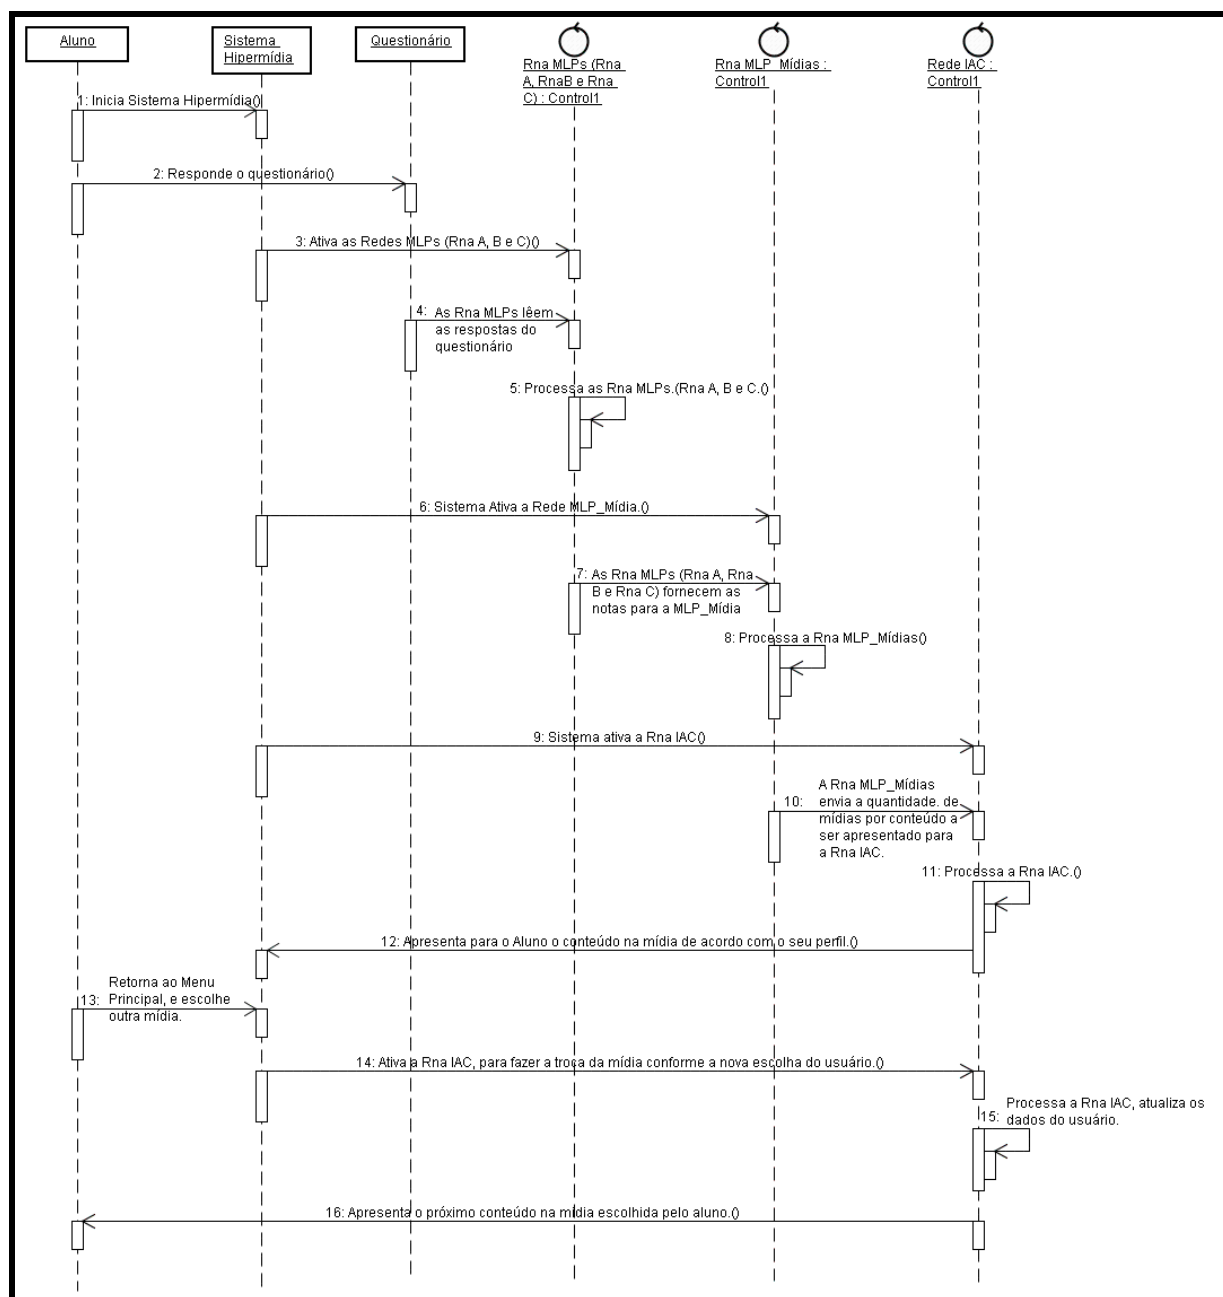 Aluno
Sistema
Hipermídia
Questionário
Rna MLPs (Rna
A, RnaB e Rna
C) : Control1
Rna MLP_Mídias :
Control1
Rede IAC :
Control1
1: Inicia Sistema Hipermídia()
2: Responde o questionário()
3: Ativa as Redes MLPs (Rna A, B e C)()
4: As Rna MLPs lêem
as respostas do
questionário
5: Processa as Rna MLPs.(Rna A, B e C.()
6: Sistema Ativa a Rede MLP_Mídia.()
7: As Rna MLPs (Rna A, Rna
B e Rna C) fornecem as
notas para a MLP_Mídia
8: Processa a Rna MLP_Mídias()
9: Sistema ativa a Rna IAC()
A Rna MLP_Mídias
10: envia a quantidade. de
mídias por conteúdo a
ser apresentado para
a Rna IAC.
11: Processa a Rna IAC.()
12: Apresenta para o Aluno o conteúdo na mídia de acordo com o seu perfil.()
Retorna ao Menu
13: Principal, e escolhe
outra mídia.
14: Ativa a Rna IAC, para fazer a troca da mídia conforme a nova escolha do usuário.()
Processa a Rna IAC, atualiza os
15: dados do usuário.
16: Apresenta o próximo conteúdo na mídia escolhida pelo aluno.()